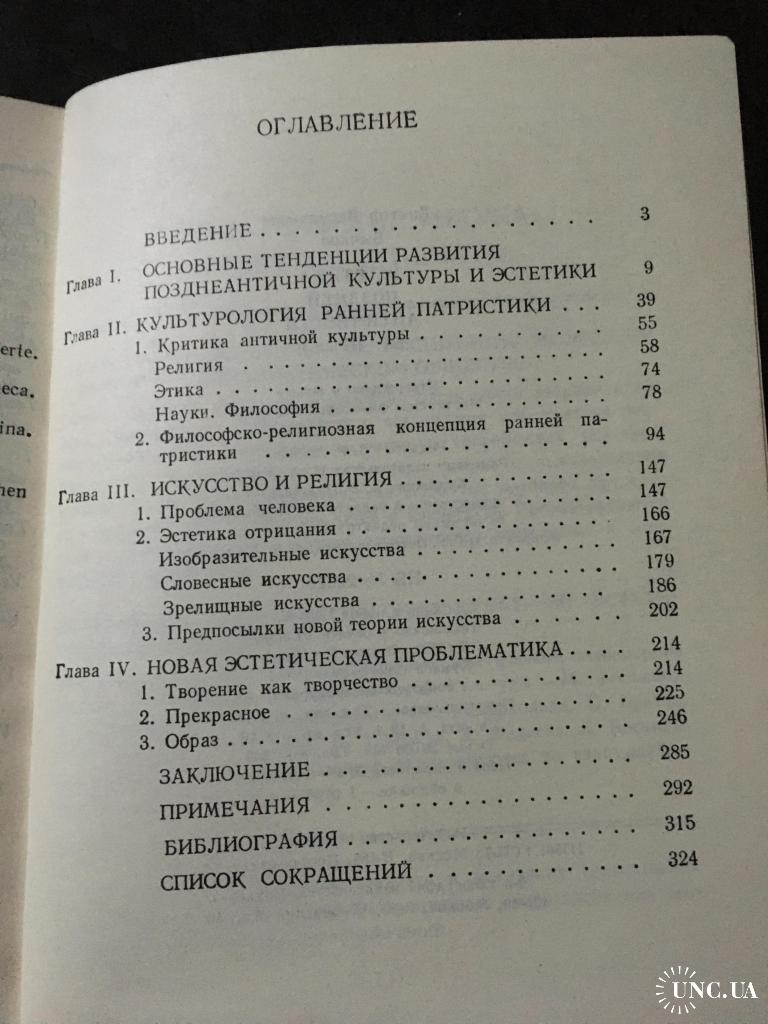 ОГЛАВЛЕНИЕ
ВВЕДЕНИЕ . . . . . . . . . . . . . . . . 3
Глава I. ОСНОВНЫЕ ТЕНДЕНЦИИ РАЗВИТИЯ
ПОЗДНЕАНТИЧНОЙ КУЛЬТУРЫ И ЭСТЕТИКИ 9
Глава II. КУЛЬТУРОЛОГИЯ РАННЕЙ ПАТРИСТИКИ . . . 39
1. Критика античной культуры . . . . . . . . . 55
Религия . . . . . . . . . . . . . . . . 58
Этика . . . . . . . . . . . . . . . . . 74
Науки. Философия . . . . . . . . . . . . 78
2. Философско-религиозная концепция ранней па-
тристики . . . . . . . . . . . . . . . 94
Глава III. ИСКУССТВО И РЕЛИГИЯ . . . . . . . . . . 147
1. Проблема человека . . . . . . . . . . . . 147
2. Эстетика отрицания . . . . . . . . . . . . 166
Изобразительные искусства . . . . . . . . . 167
Словесные искусства . . . . . . . . . . . . 179
Зрелищные искусства . . . . . . . . . . . 186
3. Предпосылки новой теории искусства . . . . . . 202
Глава IV. НОВАЯ ЭСТЕТИЧЕСКАЯ ПРОБЛЕМАТИКА . . . . 214
1. Творение как творчество . . . . . . . . . . 214
2. Прекрасное . . . . . . . . . . . . . . . 225
3. Образ . . . . . . . . . . . . . . . . . 246
ЗАКЛЮЧЕНИЕ . . . . . . . . . . . . . . 285
ПРИМЕЧАНИЯ . . . . . . . . . . . . . . 292
БИБЛИОГРАФИЯ . . . . . . . . . . . . . 315
СПИСОК СОКРАЩЕНИЙ . . . . . . . . . . 324
erie.
eca.
ina.
UNC.UA